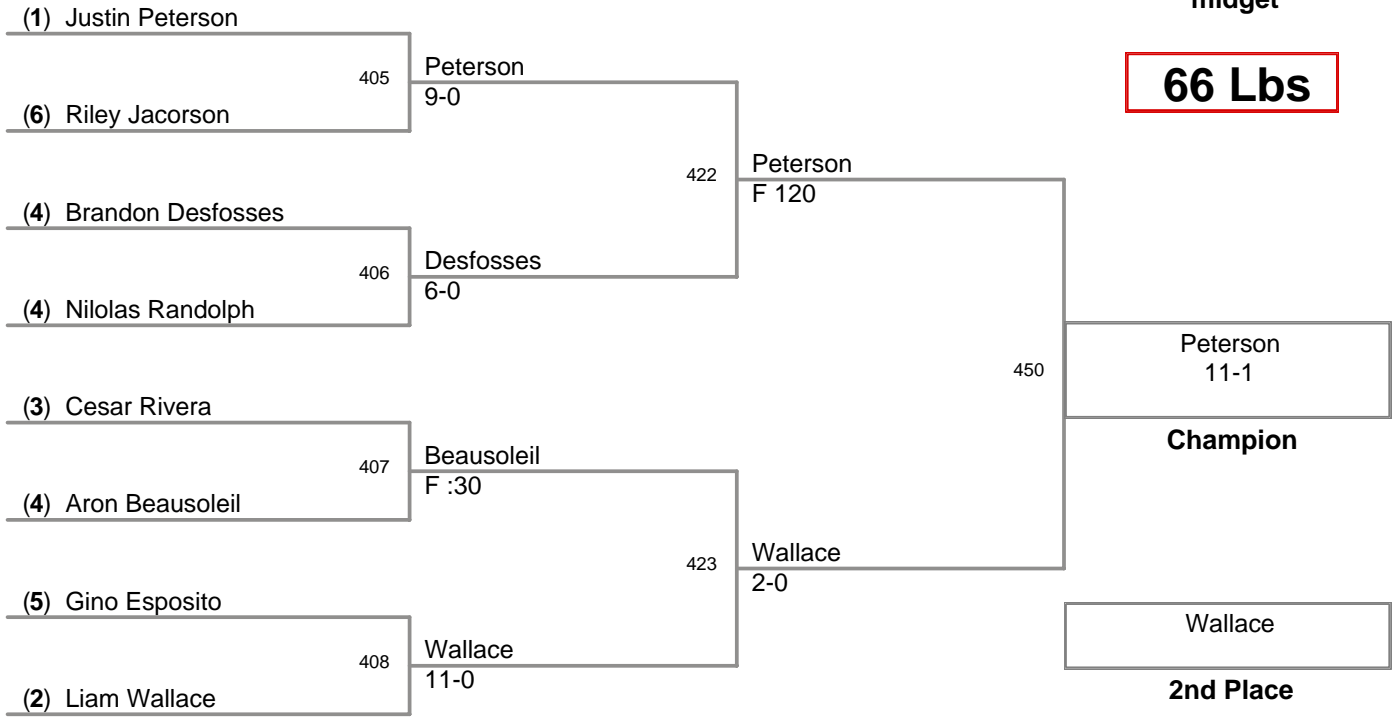 midget
66 Lbs
(1) Justin Peterson
405
Peterson
9-0
(6) Riley Jacorson
422
Peterson
F 120
(4) Brandon Desfosses
406
Desfosses
6-0
(4) Nilolas Randolph
450
Peterson
11-1
Champion
(3) Cesar Rivera
407
Beausoleil
F :30
(4) Aron Beausoleil
423
Wallace
2-0
(5) Gino Esposito
408
Wallace
11-0
(2) Liam Wallace
Wallace
2nd Place